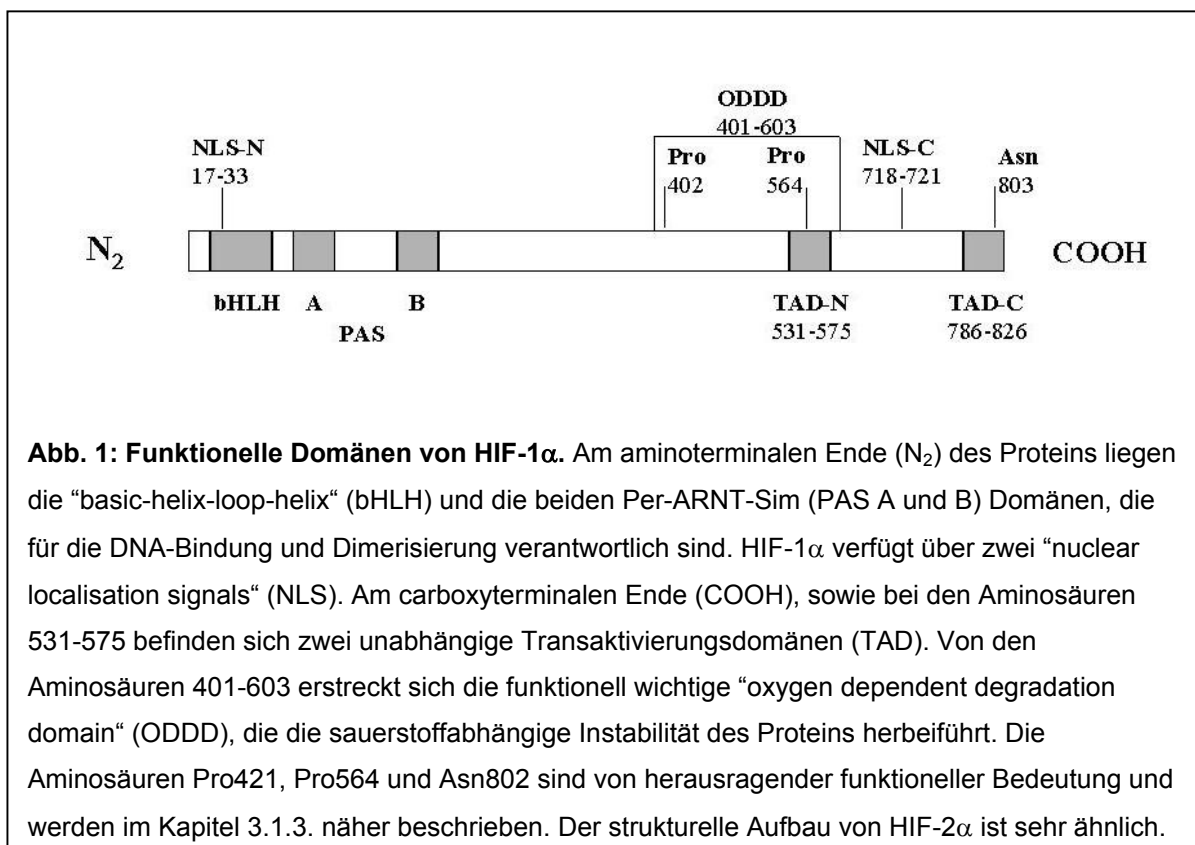 ODDD
401-603
NLS-N
17-33
Pro
402
Pro
564
NLS-C
718-721
Asn
803
N₂
COOH
bHLH A B
PAS
TAD-N
531-575
TAD-C
786-826
Abb. 1: Funktionelle Domänen von HIF-1α. Am aminoterminalen Ende (N₂) des Proteins liegen
die “basic-helix-loop-helix“ (bHLH) und die beiden Per-ARNT-Sim (PAS A und B) Domänen, die
für die DNA-Bindung und Dimerisierung verantwortlich sind. HIF-1α verfügt über zwei “nuclear
localisation signals“ (NLS). Am carboxyterminalen Ende (COOH), sowie bei den Aminosäuren
531-575 befinden sich zwei unabhängige Transaktivierungsdomänen (TAD). Von den
Aminosäuren 401-603 erstreckt sich die funktionell wichtige “oxygen dependent degradation
domain“ (ODDD), die die sauerstoffabhängige Instabilität des Proteins herbeiführt. Die
Aminosäuren Pro421, Pro564 und Asn802 sind von herausragender funktioneller Bedeutung und
werden im Kapitel 3.1.3. näher beschrieben. Der strukturelle Aufbau von HIF-2α ist sehr ähnlich.